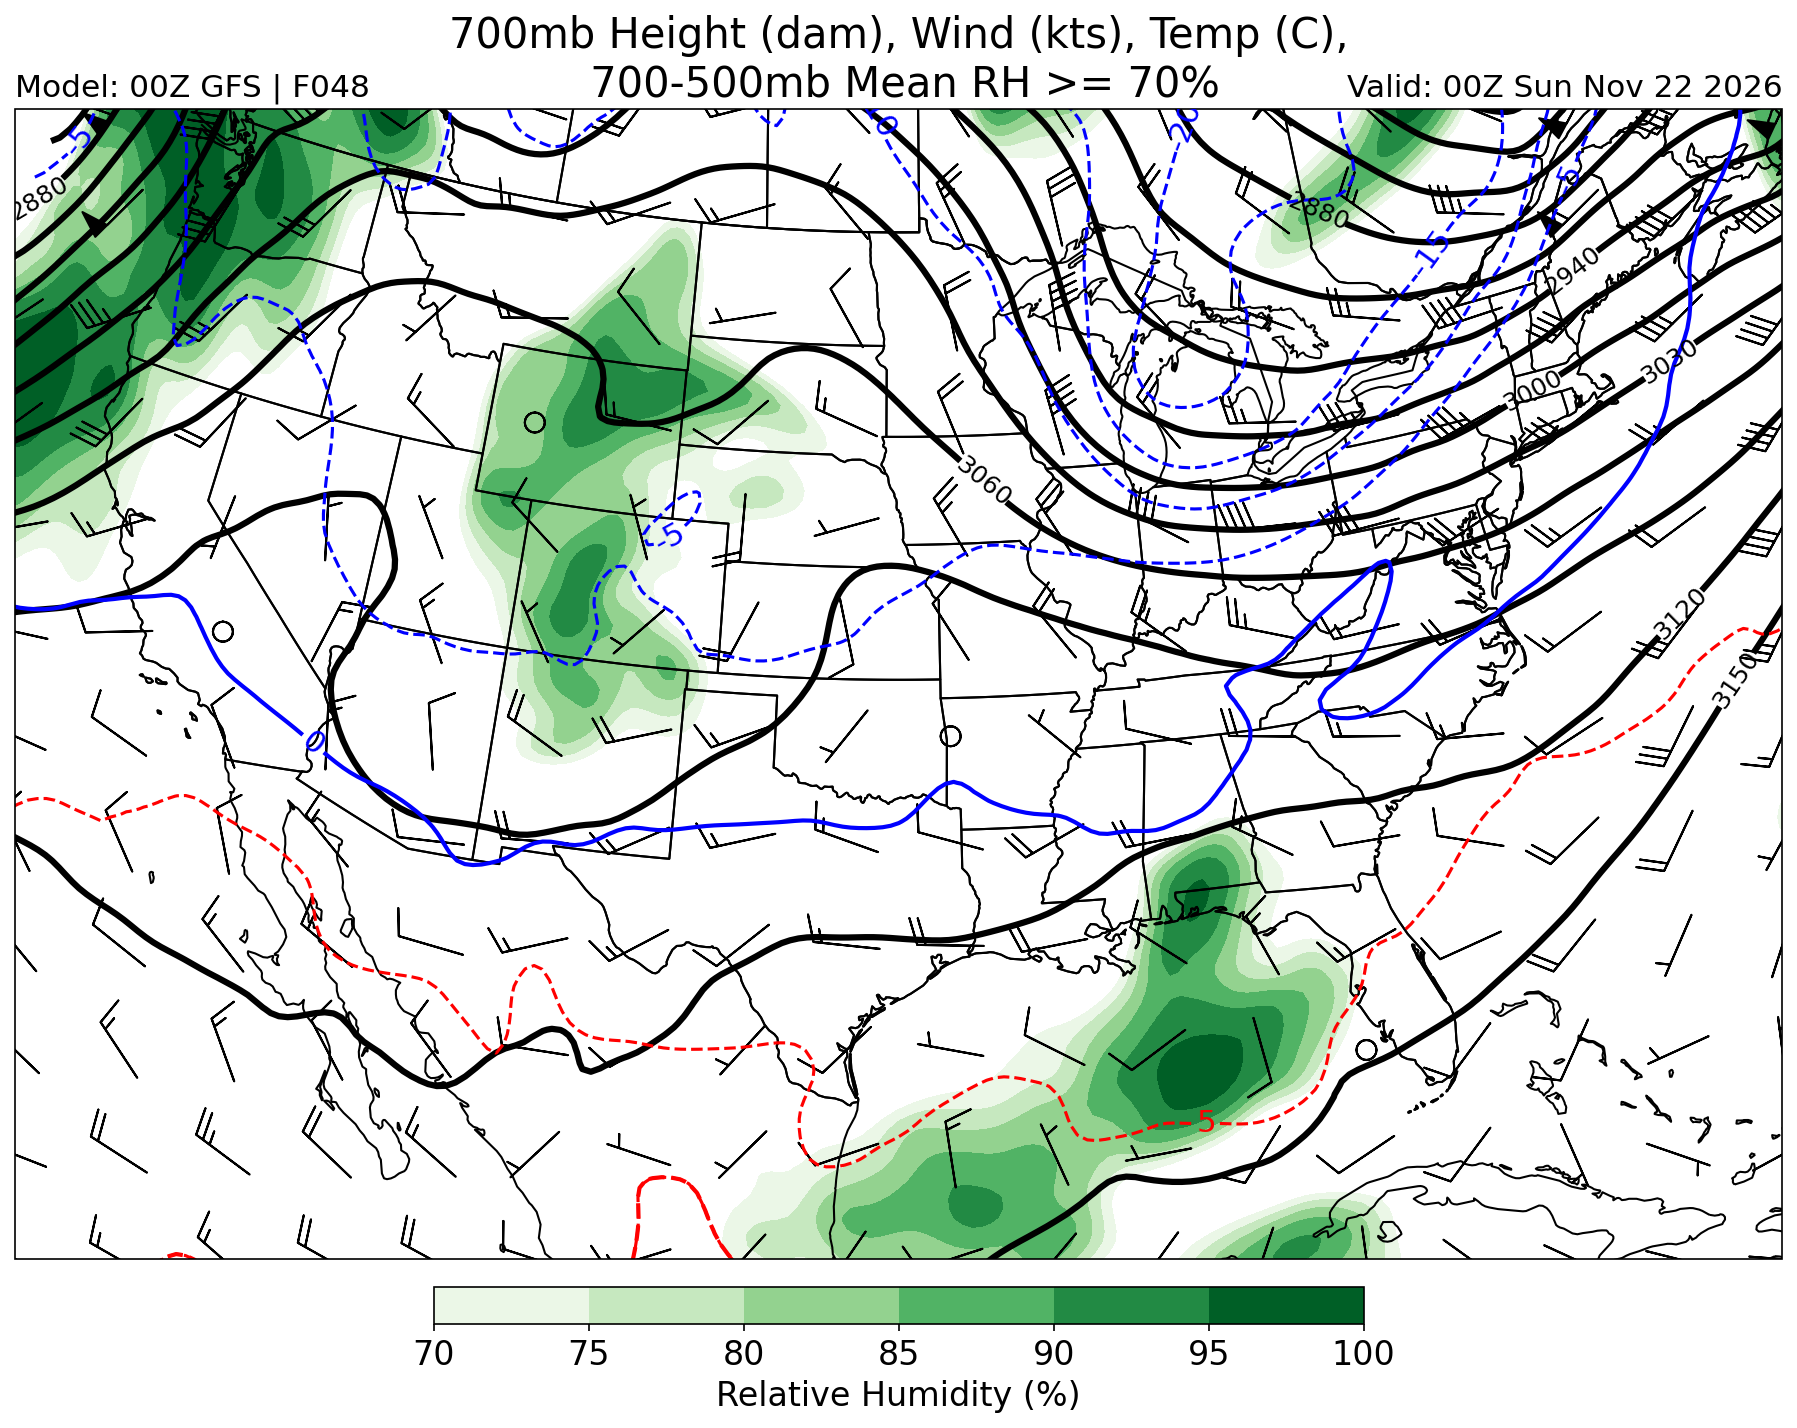 700mb Height (dam), Wind (kts), Temp (C),
700-500mb Mean RH >= 70%
Model: 00Z GFS | F048
Valid: 00Z Sun Nov 22 2026
-5
2880
0
20
2880
-5
-15
2940
3030
3000
3060
-5
3120
3150
0
5
70 75 80 85 90 95 100
Relative Humidity (%)